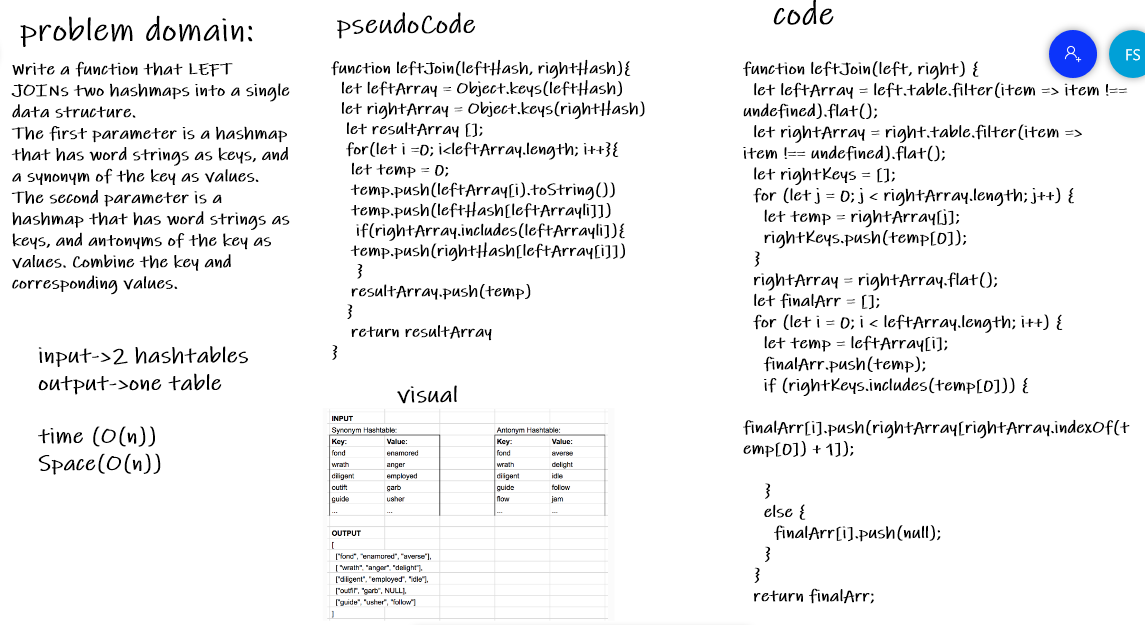 problem domain:
Write a function that LEFT
JOINs two hashmaps into a single
data structure.
The first parameter is a hashmap
that has word strings as keys, and
a synonym of the key as values.
The second parameter is a
hashmap that has word strings as
keys, and antonyms of the key as
values. Combine the key and
corresponding values.
input->2 hashtables
output->one table
time (O(n))
Space(O(n))
pseudoCode
function leftJoin(leftHash, rightHash){
let leftArray = Object.keys(leftHash)
let rightArray = Object.keys(rightHash)
let resultArray [];
for(let i =0; i<leftArray.length; i++}{
let temp = 0;
temp.push(leftArray[i).toString())
temp.push(leftHash[leftArrayli]])
if(rightArray.includes(leftArrayli]){
temp.push(rightHash[leftArray[i]])
}
resultArray.push(temp)
}
return resultArray
}
visual
INPUT
Synonym Hashtable: Antonym Hashtable:
Key: Value: Key: Value:
fond enamored fond averse
wrath anger wrath delight
diligent employed diligent idle
outift garb guide follow
guide usher flow jam
... ... ... ...
OUTPUT
[
["fond", "enamored", "averse"],
[ "wrath", "anger", "delight"],
["diligent", "employed", "idle"],
["outfil", "garb", NULL],
["guide", "usher", "follow"]
]
code
function leftJoin(left, right) {
let leftArray = left.table.filter(item => item !==
undefined).flat();
let rightArray = right.table.filter(item =>
item !== undefined).flat();
let rightKeys = [];
for (let j = 0; j < rightArray.length; j++) {
let temp = rightArray[j];
rightKeys.push(temp[0]);
}
rightArray = rightArray.flat();
let finalArr = [];
for (let i = 0; i < leftArray.length; i++) {
let temp = leftArray[i];
finalArr.push(temp);
if (rightKeys.includes(temp[0])) {
finalArr[i].push(rightArray[rightArray.indexOf(t
emp[0]) + 1]);
}
else {
finalArr[i].push(null);
}
}
return finalArr;
FS